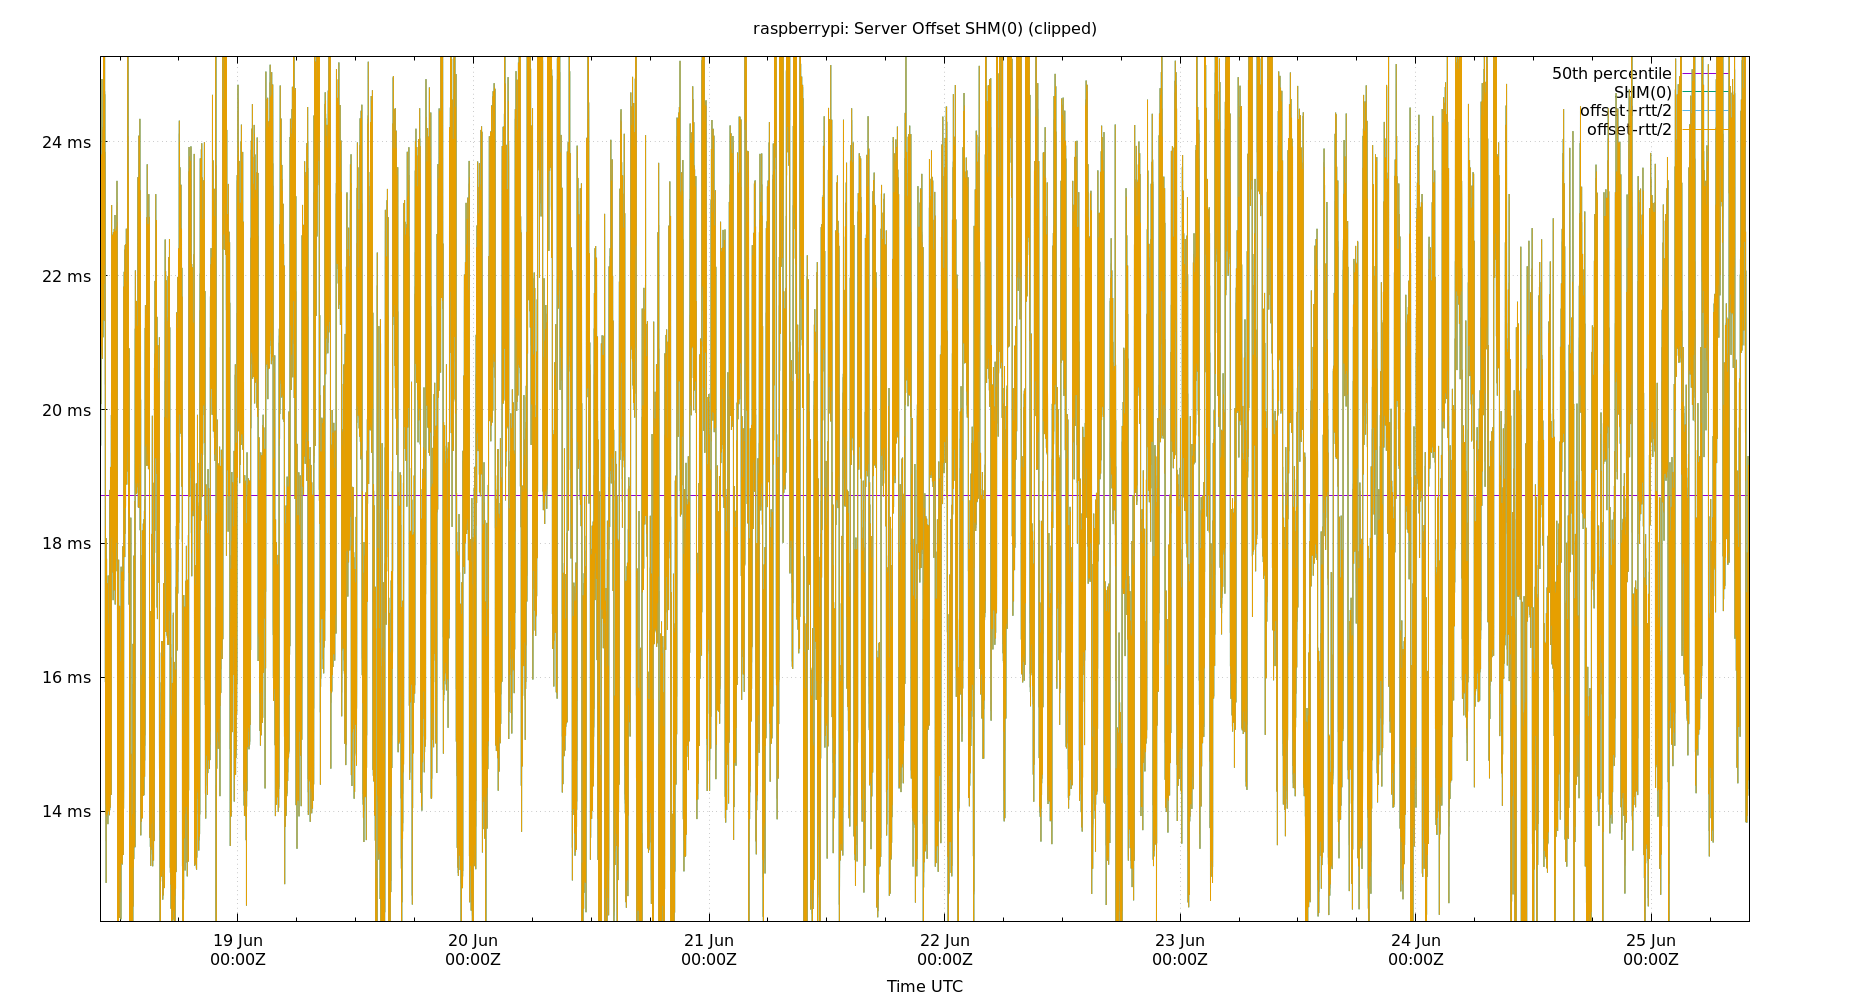 raspberrypi: Server Offset SHM(0) (clipped)
50th percentile
SHM(0)
offset+rtt/2
offset-rtt/2
24 ms
22 ms
20 ms
18 ms
16 ms
14 ms
19 Jun
00:00Z
20 Jun
00:00Z
21 Jun
00:00Z
22 Jun
00:00Z
23 Jun
00:00Z
24 Jun
00:00Z
25 Jun
00:00Z
Time UTC